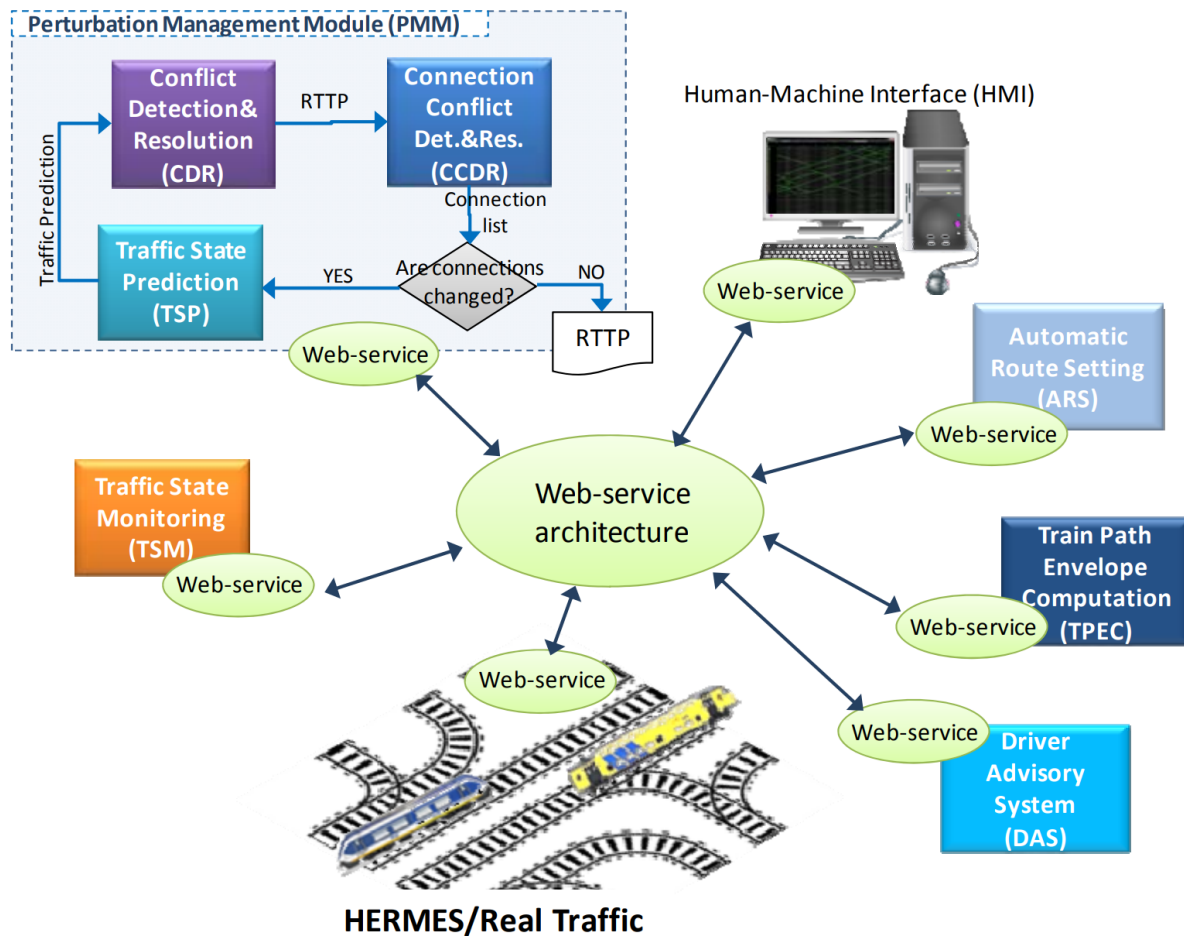 Perturbation Management Module (PMM)
Conflict
Detection&
Resolution
(CDR)
RTTP
Connection
Conflict
Det.&Res.
(CCDR)
Traffic Prediction
Connection
list
Traffic State
Prediction
(TSP)
YES
Are connections
changed?
NO
RTTP
Web-service
Human-Machine Interface (HMI)
Web-service
Automatic
Route Setting
(ARS)
Web-service
Traffic State
Monitoring
(TSM)
Web-service
Web-service
architecture
Train Path
Envelope
Computation
(TPEC)
Web-service
Web-service
Web-service
Driver
Advisory
System
(DAS)
HERMES/Real Traffic